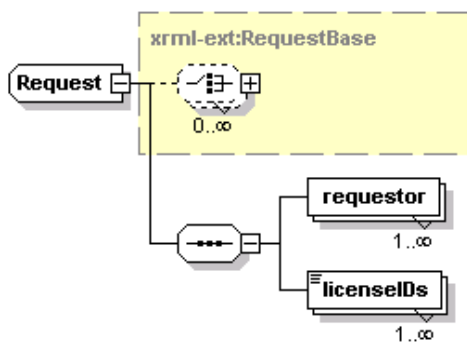 xrml-ext:RequestBase
Request
0..∞
requestor
1..∞
licenseIDs
1..∞